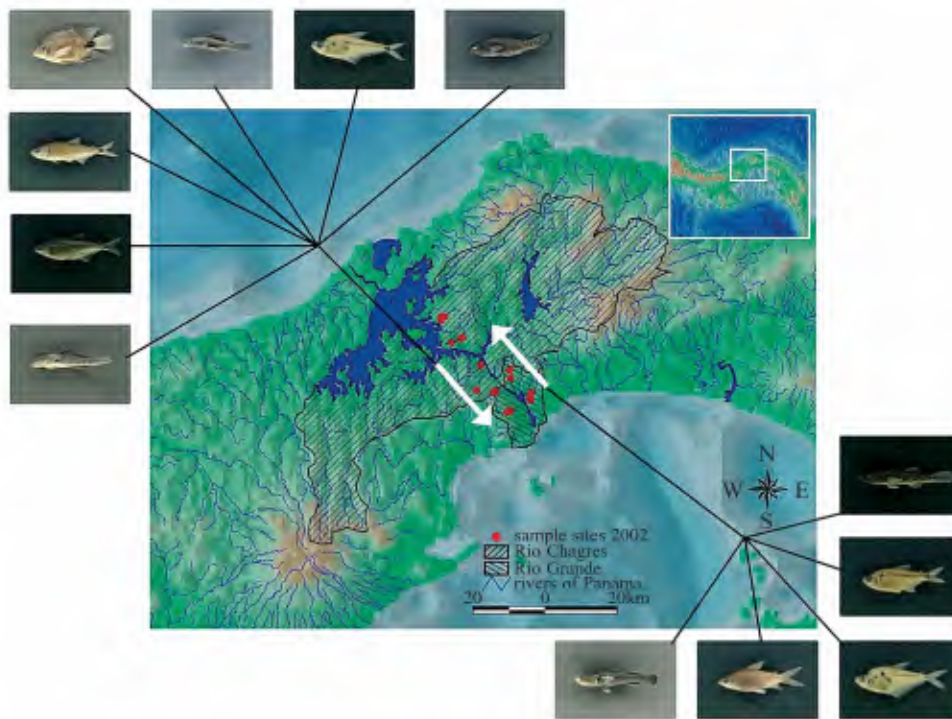 N
W E
S
sample sites 2002
Rio Chagres
Rio Grande
rivers of Panama
20 0 20km